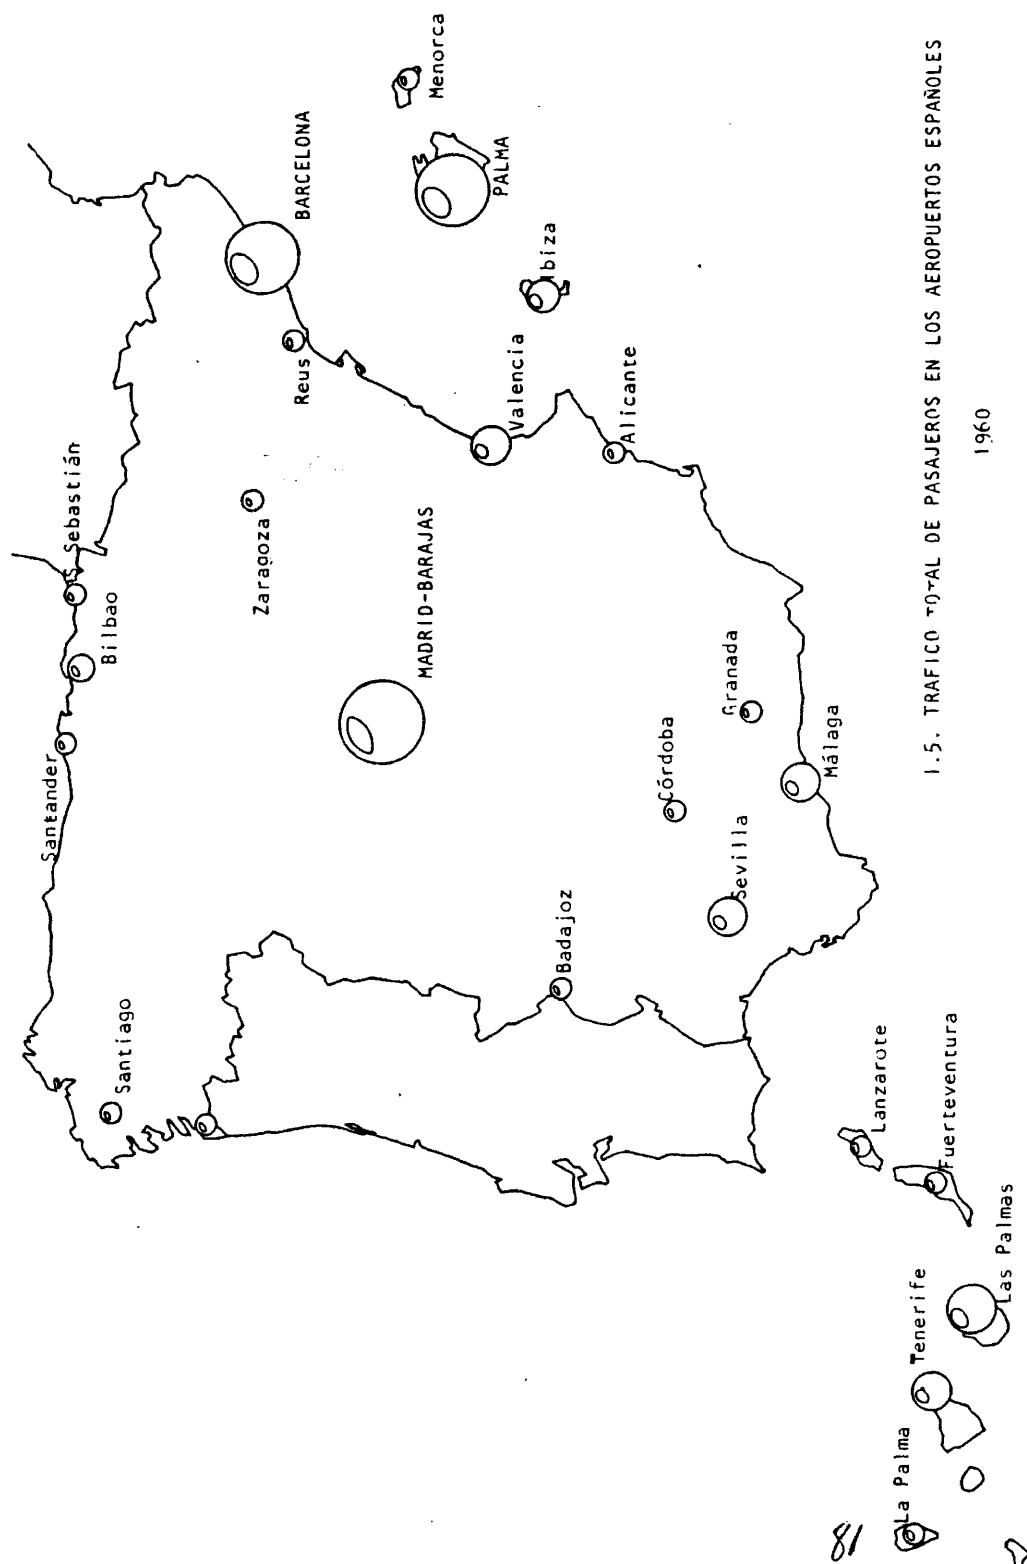 Santander
Bilbao
S. Sebastián
Santiago
Zaragoza
Reus
BARCELONA
Menorca
PALMA
Ibiza
MADRID-BARAJAS
Valencia
Alicante
Badajoz
Córdoba
Granada
Sevilla
Málaga
Lanzarote
Fuerteventura
La Palma
Tenerife
Las Palmas
1.5. TRAFICO TOTAL DE PASAJEROS EN LOS AEROPUERTOS ESPAÑOLES
1960
81